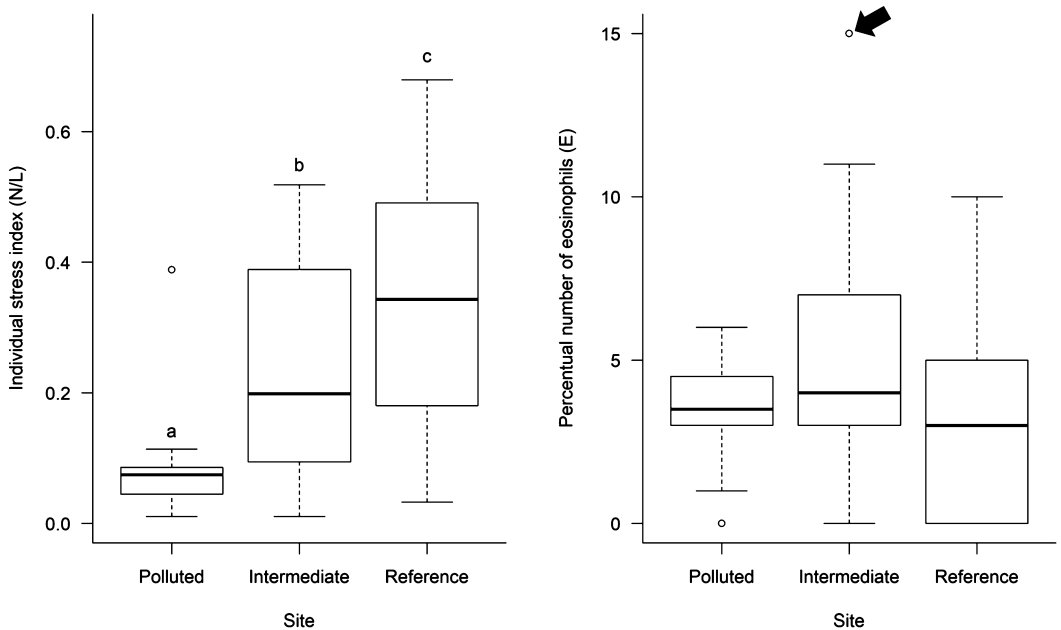 Individual stress index (N/L)
0.6
0.4
0.2
0.0
a
b
c
Polluted
Intermediate
Reference
Site
Percentual number of eosinophils (E)
15
10
5
0
Polluted
Intermediate
Reference
Site